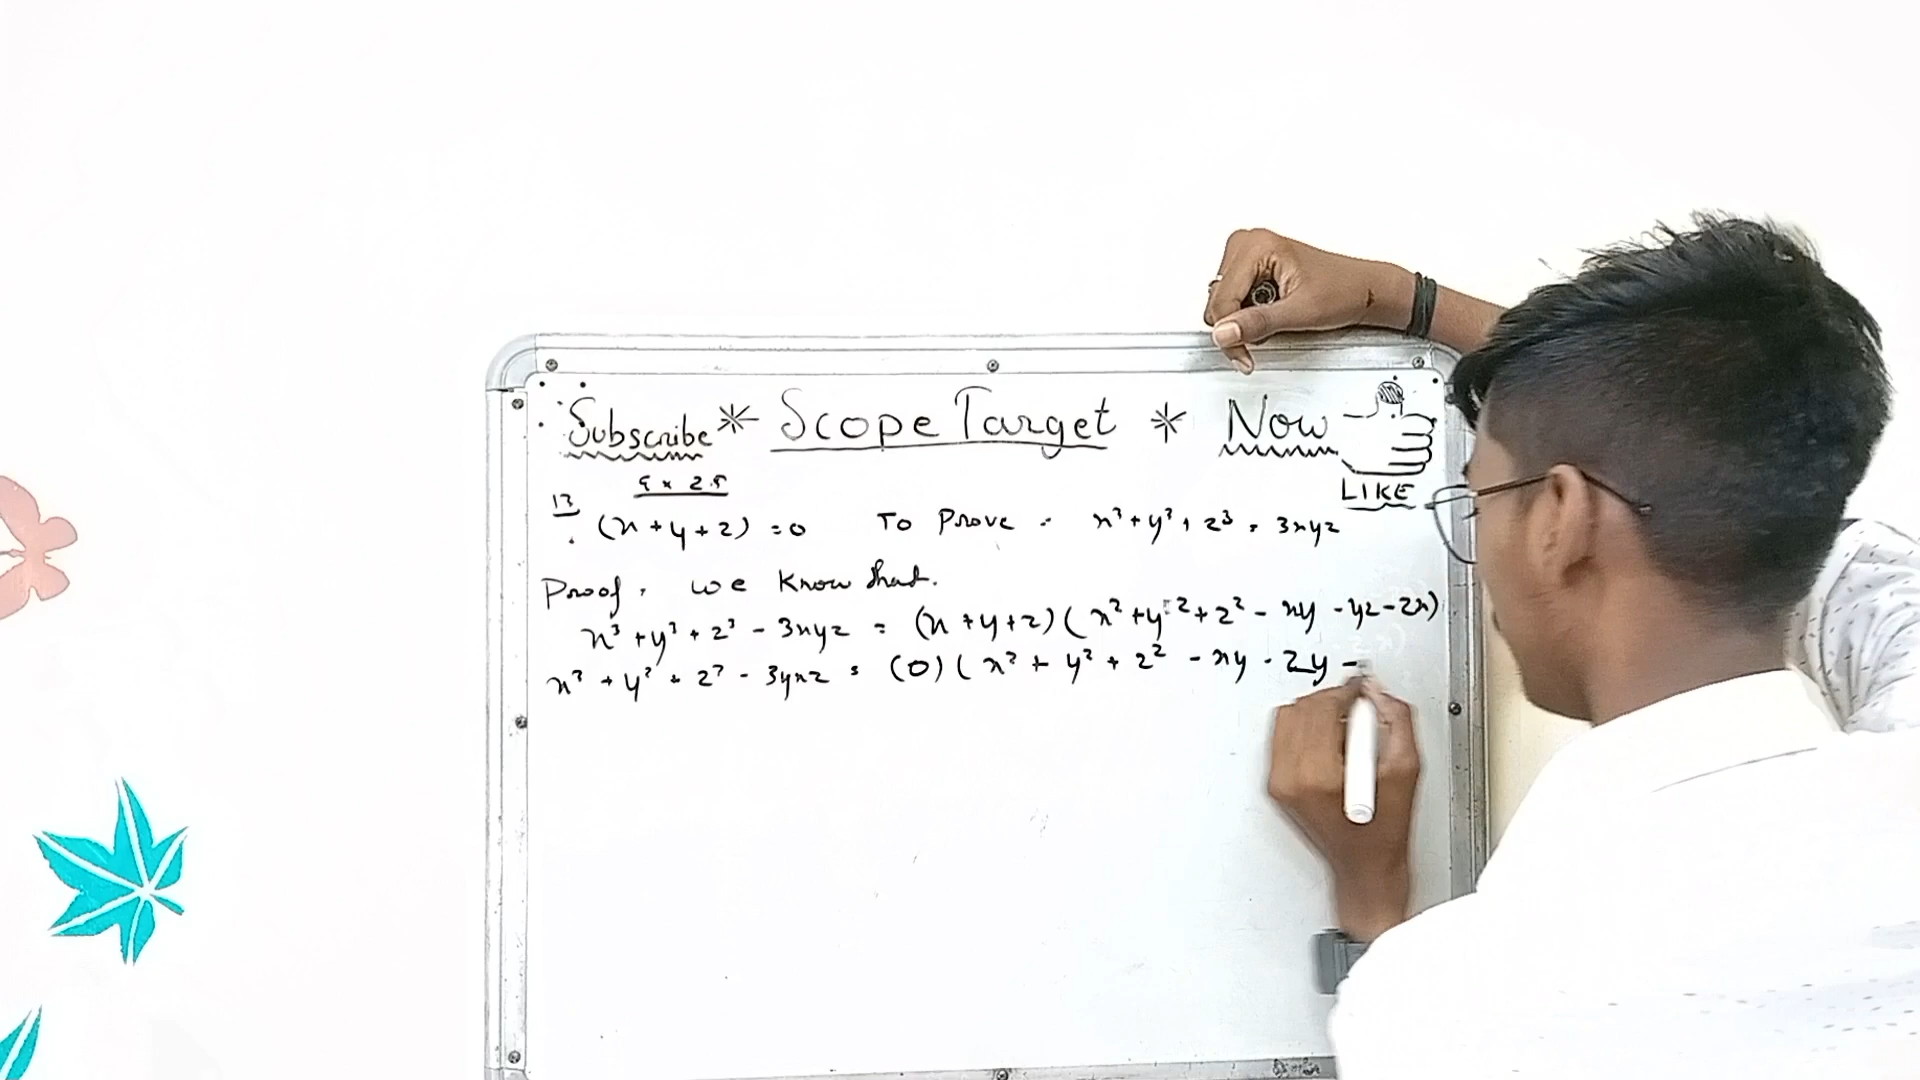 Subscribe * Scope Target * Now
LIKE
Ex 2.5
13. (x + y + z) = 0 To Prove :- x³ + y³ + z³ = 3xyz
Proof : we Know that.
x³ + y³ + z³ - 3xyz = (x + y + z) ( x² + y² + z² - xy - yz - zx)
x³ + y³ + z³ - 3yxz = (0) ( x² + y² + z² - xy - zy -